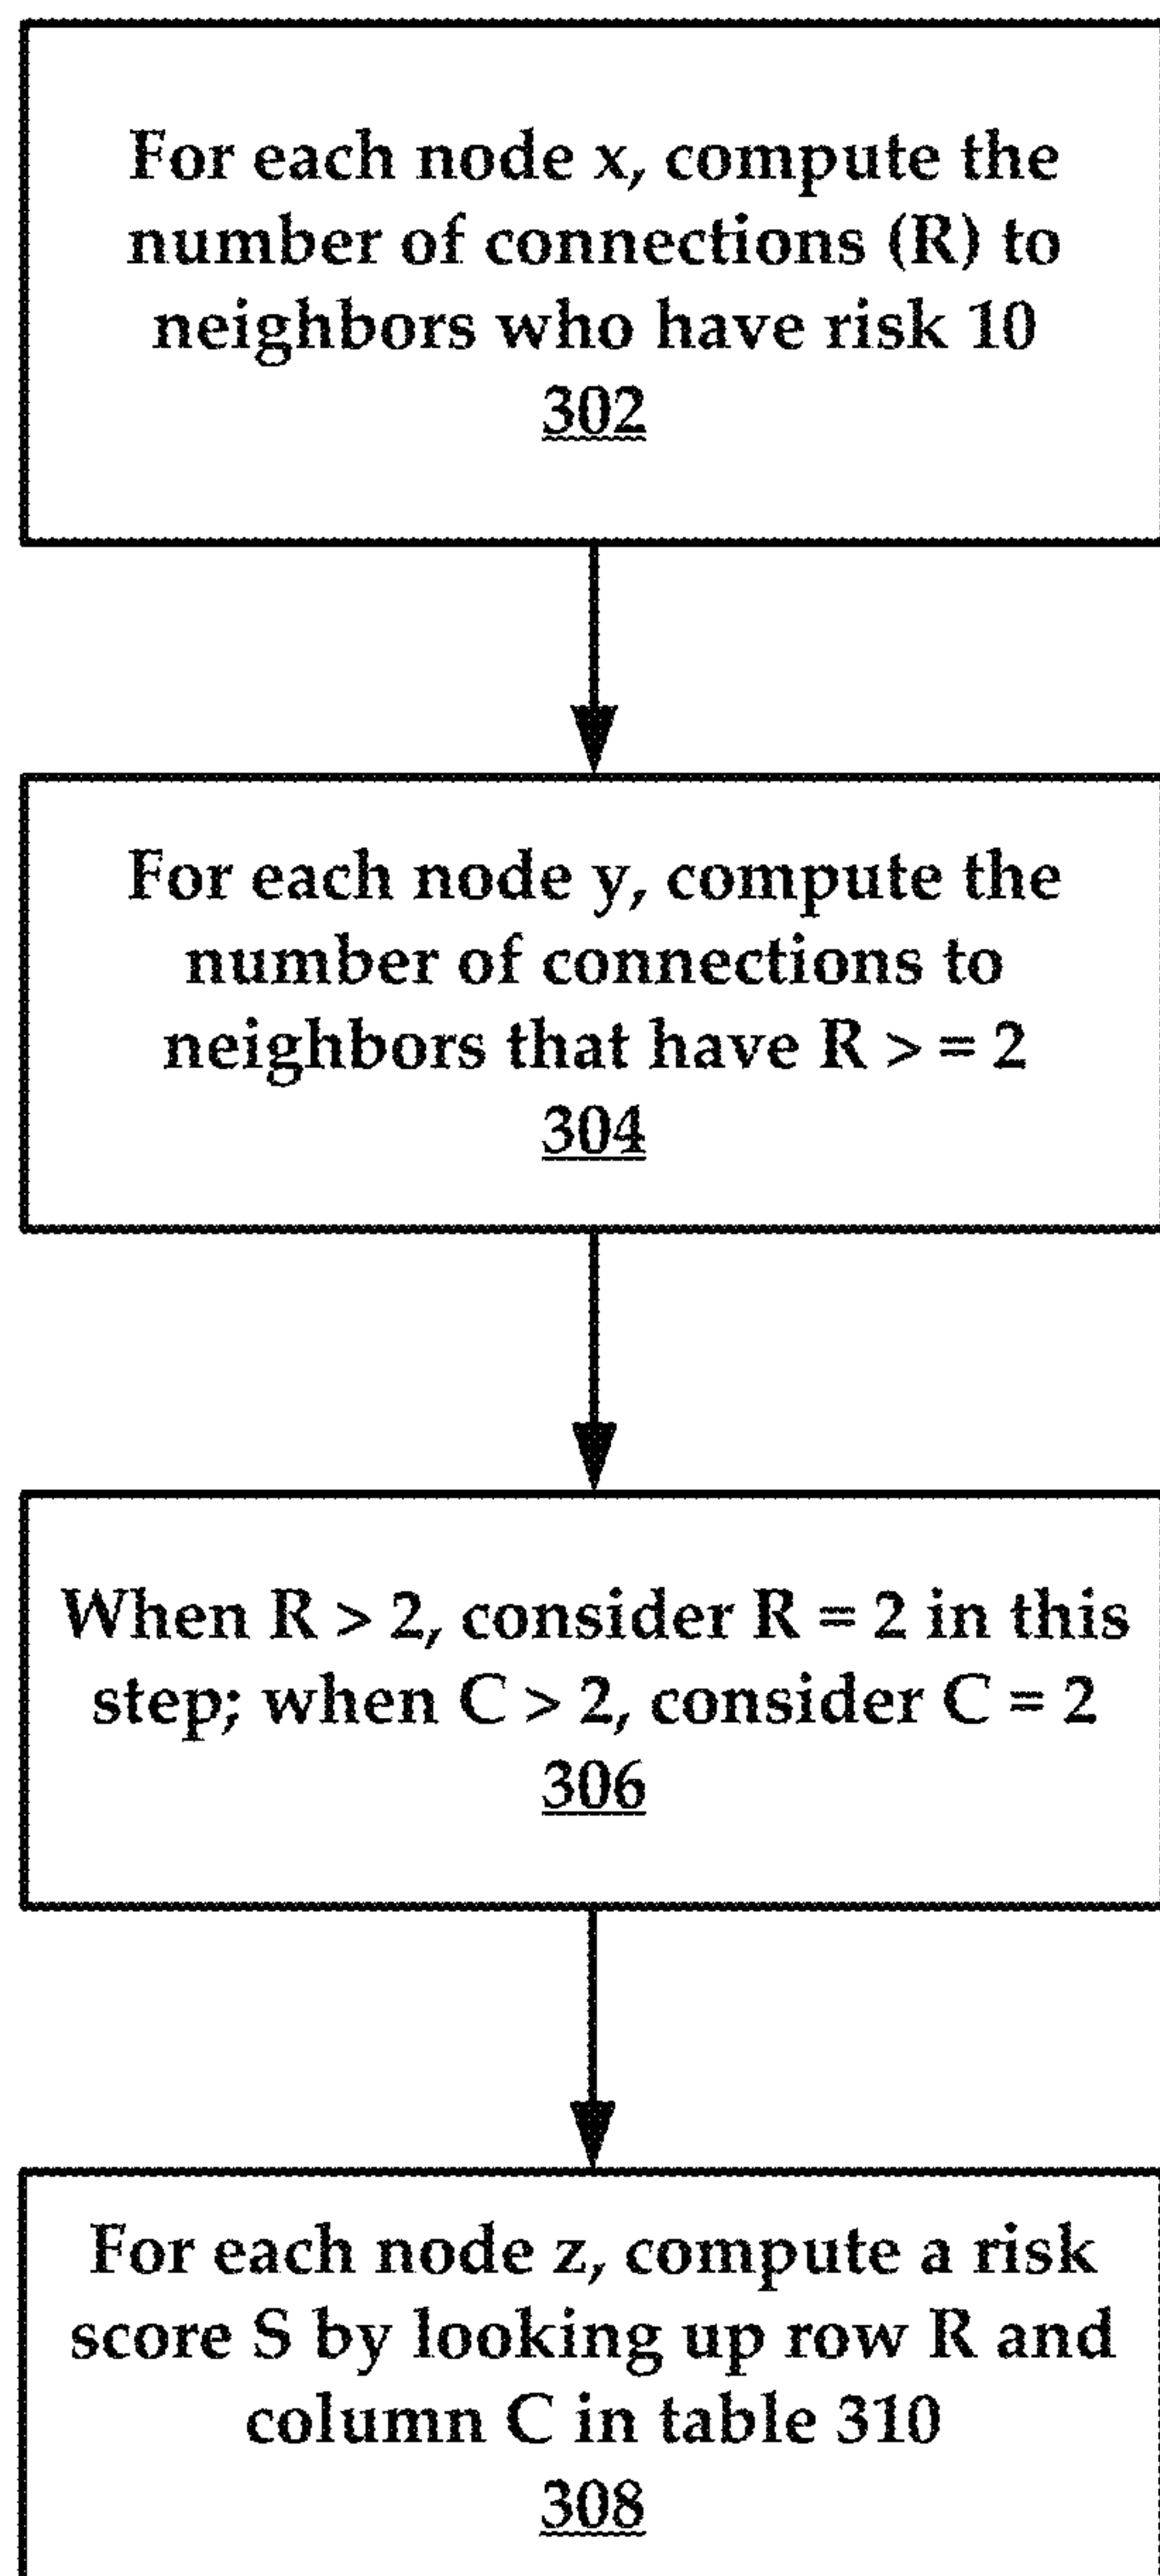 For each node x, compute the
number of connections (R) to
neighbors who have risk 10
302
For each node y, compute the
number of connections to
neighbors that have R > = 2
304
When R > 2, consider R = 2 in this
step; when C > 2, consider C = 2
306
For each node z, compute a risk
score S by looking up row R and
column C in table 310
308